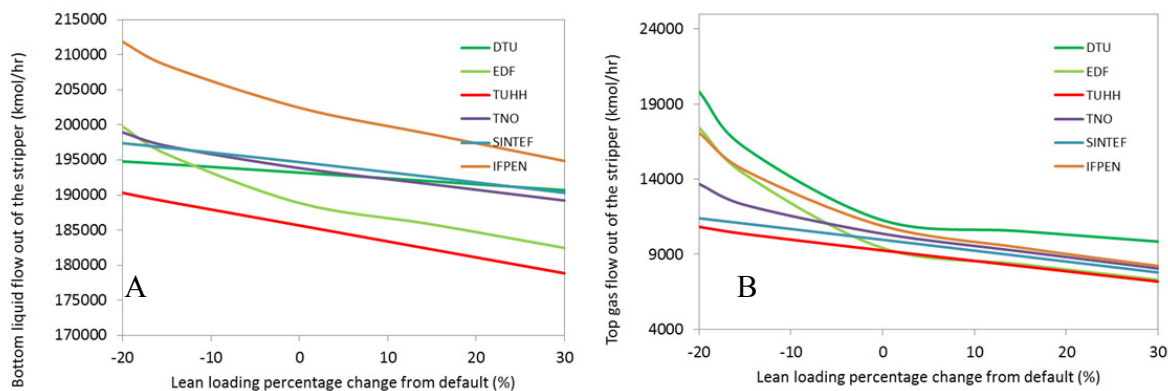 Bottom liquid flow out of the stripper (kmol/hr)
215000
210000
205000
200000
195000
190000
185000
180000
175000
170000
DTU
EDF
TUHH
TNO
SINTEF
IFPEN
A
-20 -10 0 10 20 30
Lean loading percentage change from default (%)
Top gas flow out of the stripper (kmol/hr)
24000
19000
14000
9000
4000
DTU
EDF
TUHH
TNO
SINTEF
IFPEN
B
-20 -10 0 10 20 30
Lean loading percentage change from default (%)